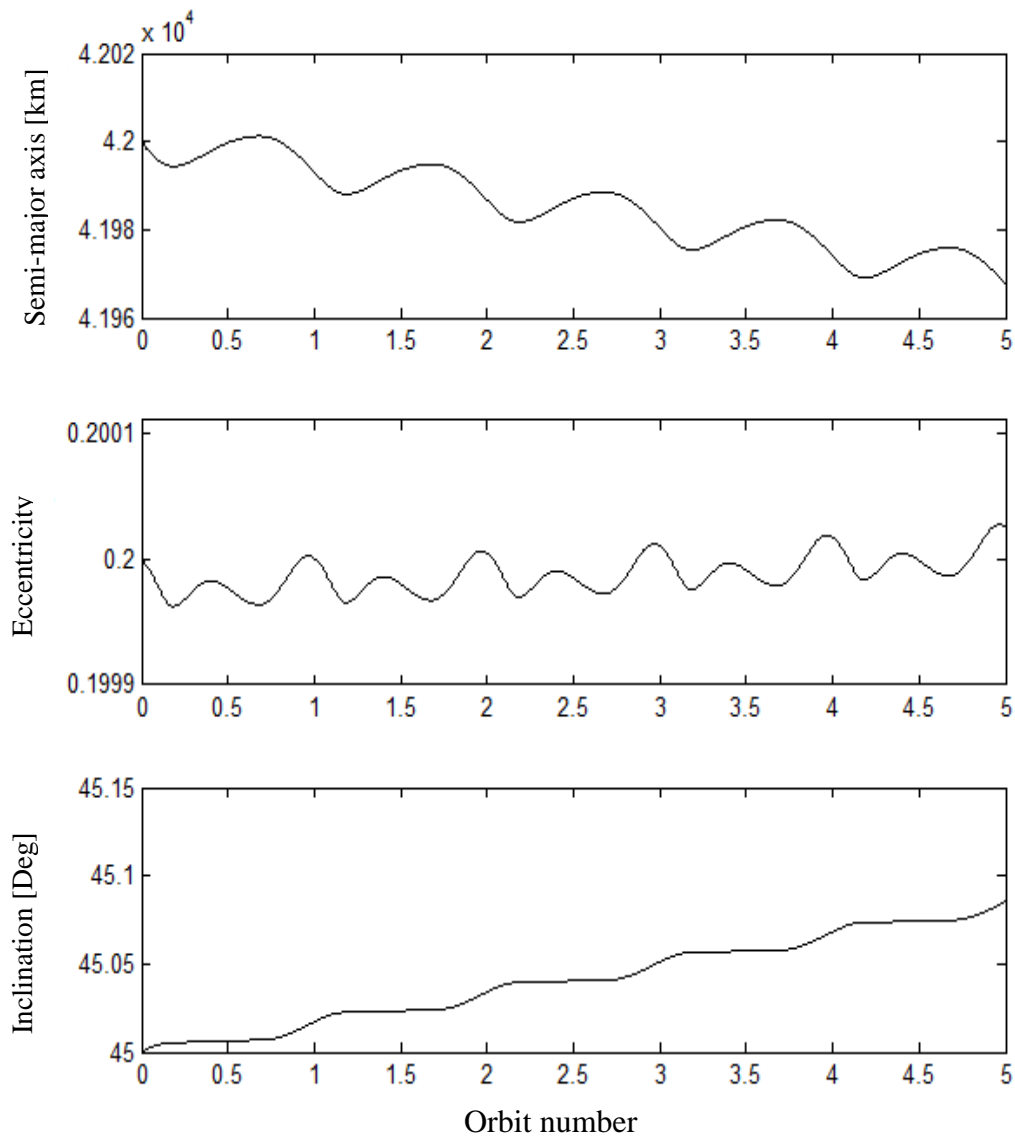 x 10⁴
4.202
4.2
4.198
4.196
Semi-major axis [km]
0 0.5 1 1.5 2 2.5 3 3.5 4 4.5 5
0.2001
0.2
0.1999
Eccentricity
0 0.5 1 1.5 2 2.5 3 3.5 4 4.5 5
45.15
45.1
45.05
45
Inclination [Deg]
0 0.5 1 1.5 2 2.5 3 3.5 4 4.5 5
Orbit number